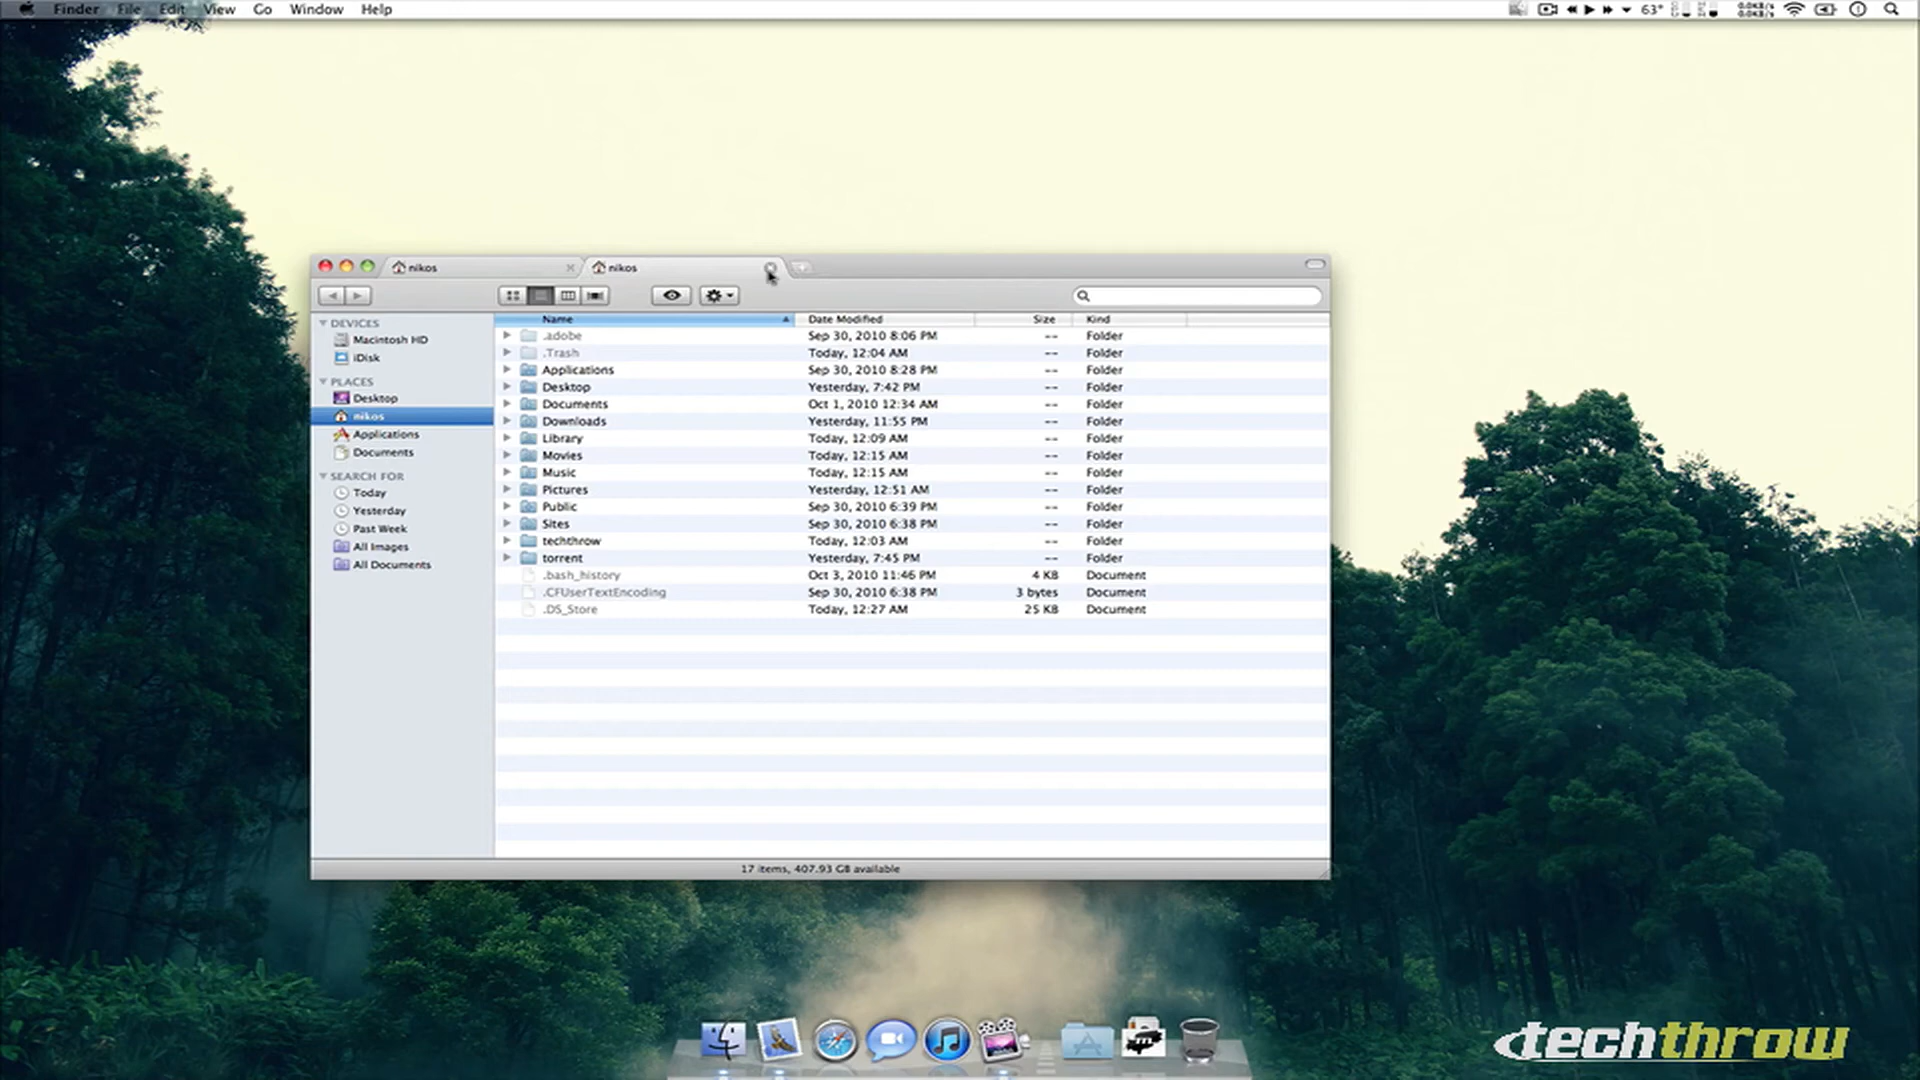 Finder File Edit View Go Window Help
63° 0.0KB/s
0.0KB/s
nikos nikos
Name Date Modified Size Kind
DEVICES
Macintosh HD
iDisk
PLACES
Desktop
nikos
Applications
Documents
SEARCH FOR
Today
Yesterday
Past Week
All Images
All Documents
.adobe Sep 30, 2010 8:06 PM -- Folder
.Trash Today, 12:04 AM -- Folder
Applications Sep 30, 2010 8:28 PM -- Folder
Desktop Yesterday, 7:42 PM -- Folder
Documents Oct 1, 2010 12:34 AM -- Folder
Downloads Yesterday, 11:55 PM -- Folder
Library Today, 12:09 AM -- Folder
Movies Today, 12:15 AM -- Folder
Music Today, 12:15 AM -- Folder
Pictures Yesterday, 12:51 AM -- Folder
Public Sep 30, 2010 6:39 PM -- Folder
Sites Sep 30, 2010 6:38 PM -- Folder
techthrow Today, 12:03 AM -- Folder
torrent Yesterday, 7:45 PM -- Folder
.bash_history Oct 3, 2010 11:46 PM 4 KB Document
.CFUserTextEncoding Sep 30, 2010 6:38 PM 3 bytes Document
.DS_Store Today, 12:27 AM 25 KB Document
17 items, 407.93 GB available
techthrow